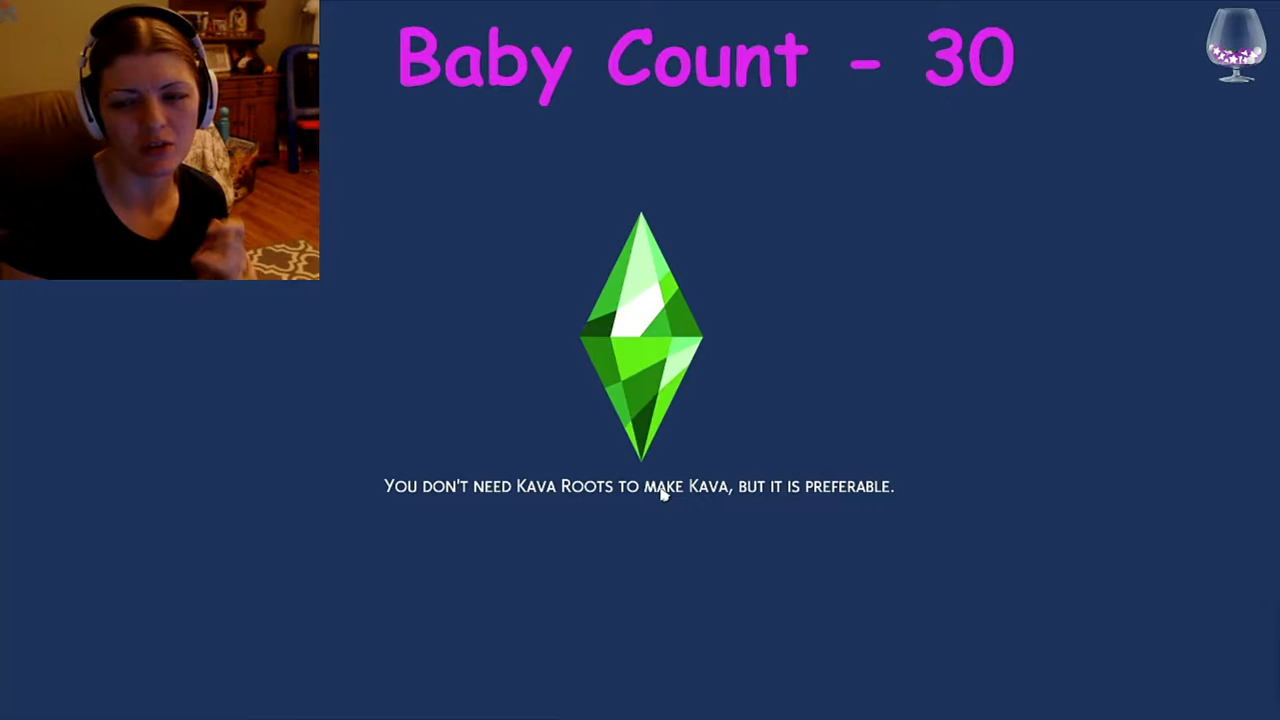 Baby Count - 30
YOU DON'T NEED KAVA ROOTS TO MAKE KAVA, BUT IT IS PREFERABLE.